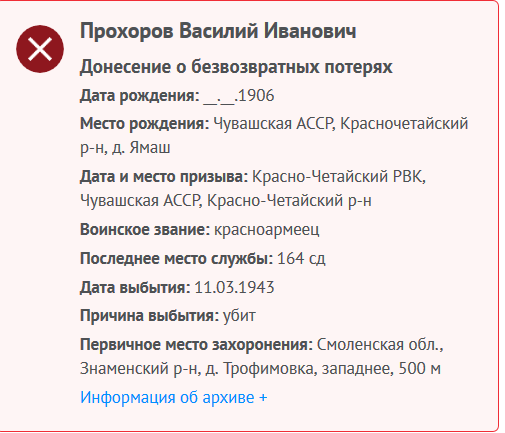 Прохоров Василий Иванович
Донесение о безвозвратных потерях
Дата рождения: __.__.1906
Место рождения: Чувашская АССР, Красночетайский
р-н, д. Ямаш
Дата и место призыва: Красно-Четайский РВК,
Чувашская АССР, Красно-Четайский р-н
Воинское звание: красноармеец
Последнее место службы: 164 сд
Дата выбытия: 11.03.1943
Причина выбытия: убит
Первичное место захоронения: Смоленская обл.,
Знаменский р-н, д. Трофимовка, западнее, 500 м
Информация об архиве +